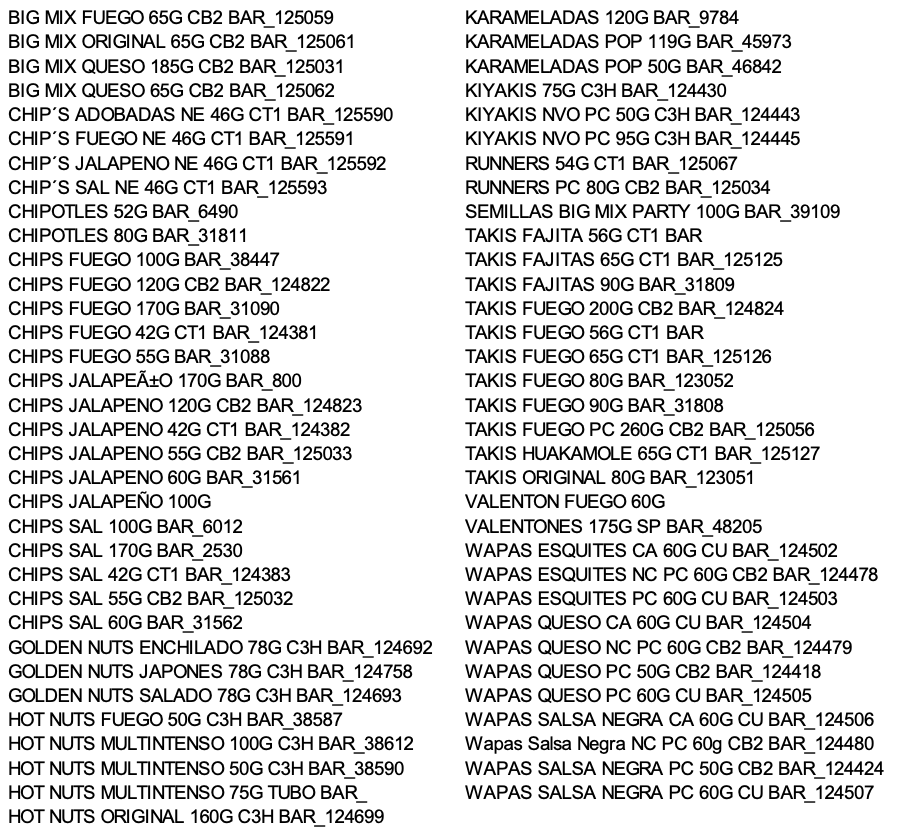 BIG MIX FUEGO 65G CB2 BAR_125059
BIG MIX ORIGINAL 65G CB2 BAR_125061
BIG MIX QUESO 185G CB2 BAR_125031
BIG MIX QUESO 65G CB2 BAR_125062
CHIP´S ADOBADAS NE 46G CT1 BAR_125590
CHIP´S FUEGO NE 46G CT1 BAR_125591
CHIP´S JALAPENO NE 46G CT1 BAR_125592
CHIP´S SAL NE 46G CT1 BAR_125593
CHIPOTLES 52G BAR_6490
CHIPOTLES 80G BAR_31811
CHIPS FUEGO 100G BAR_38447
CHIPS FUEGO 120G CB2 BAR_124822
CHIPS FUEGO 170G BAR_31090
CHIPS FUEGO 42G CT1 BAR_124381
CHIPS FUEGO 55G BAR_31088
CHIPS JALAPEÃ±O 170G BAR_800
CHIPS JALAPENO 120G CB2 BAR_124823
CHIPS JALAPENO 42G CT1 BAR_124382
CHIPS JALAPENO 55G CB2 BAR_125033
CHIPS JALAPENO 60G BAR_31561
CHIPS JALAPEÑO 100G
CHIPS SAL 100G BAR_6012
CHIPS SAL 170G BAR_2530
CHIPS SAL 42G CT1 BAR_124383
CHIPS SAL 55G CB2 BAR_125032
CHIPS SAL 60G BAR_31562
GOLDEN NUTS ENCHILADO 78G C3H BAR_124692
GOLDEN NUTS JAPONES 78G C3H BAR_124758
GOLDEN NUTS SALADO 78G C3H BAR_124693
HOT NUTS FUEGO 50G C3H BAR_38587
HOT NUTS MULTINTENSO 100G C3H BAR_38612
HOT NUTS MULTINTENSO 50G C3H BAR_38590
HOT NUTS MULTINTENSO 75G TUBO BAR_
HOT NUTS ORIGINAL 160G C3H BAR_124699
KARAMELADAS 120G BAR_9784
KARAMELADAS POP 119G BAR_45973
KARAMELADAS POP 50G BAR_46842
KIYAKIS 75G C3H BAR_124430
KIYAKIS NVO PC 50G C3H BAR_124443
KIYAKIS NVO PC 95G C3H BAR_124445
RUNNERS 54G CT1 BAR_125067
RUNNERS PC 80G CB2 BAR_125034
SEMILLAS BIG MIX PARTY 100G BAR_39109
TAKIS FAJITA 56G CT1 BAR
TAKIS FAJITAS 65G CT1 BAR_125125
TAKIS FAJITAS 90G BAR_31809
TAKIS FUEGO 200G CB2 BAR_124824
TAKIS FUEGO 56G CT1 BAR
TAKIS FUEGO 65G CT1 BAR_125126
TAKIS FUEGO 80G BAR_123052
TAKIS FUEGO 90G BAR_31808
TAKIS FUEGO PC 260G CB2 BAR_125056
TAKIS HUAKAMOLE 65G CT1 BAR_125127
TAKIS ORIGINAL 80G BAR_123051
VALENTON FUEGO 60G
VALENTONES 175G SP BAR_48205
WAPAS ESQUITES CA 60G CU BAR_124502
WAPAS ESQUITES NC PC 60G CB2 BAR_124478
WAPAS ESQUITES PC 60G CU BAR_124503
WAPAS QUESO CA 60G CU BAR_124504
WAPAS QUESO NC PC 60G CB2 BAR_124479
WAPAS QUESO PC 50G CB2 BAR_124418
WAPAS QUESO PC 60G CU BAR_124505
WAPAS SALSA NEGRA CA 60G CU BAR_124506
Wapas Salsa Negra NC PC 60g CB2 BAR_124480
WAPAS SALSA NEGRA PC 50G CB2 BAR_124424
WAPAS SALSA NEGRA PC 60G CU BAR_124507